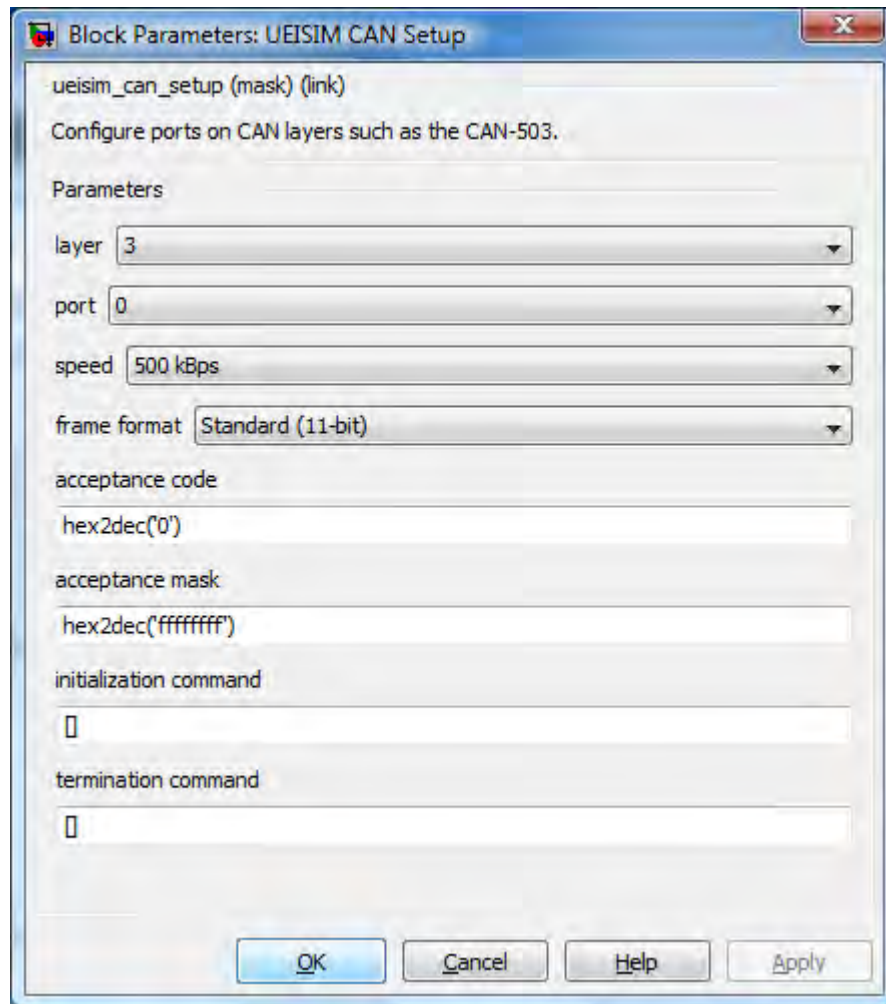 Block Parameters: UEISIM CAN Setup
ueisim_can_setup (mask) (link)
Configure ports on CAN layers such as the CAN-503.
Parameters
layer 3
port 0
speed 500 kBps
frame format Standard (11-bit)
acceptance code
hex2dec('0')
acceptance mask
hex2dec('ffffffff')
initialization command
[]
termination command
[]
OK Cancel Help Apply